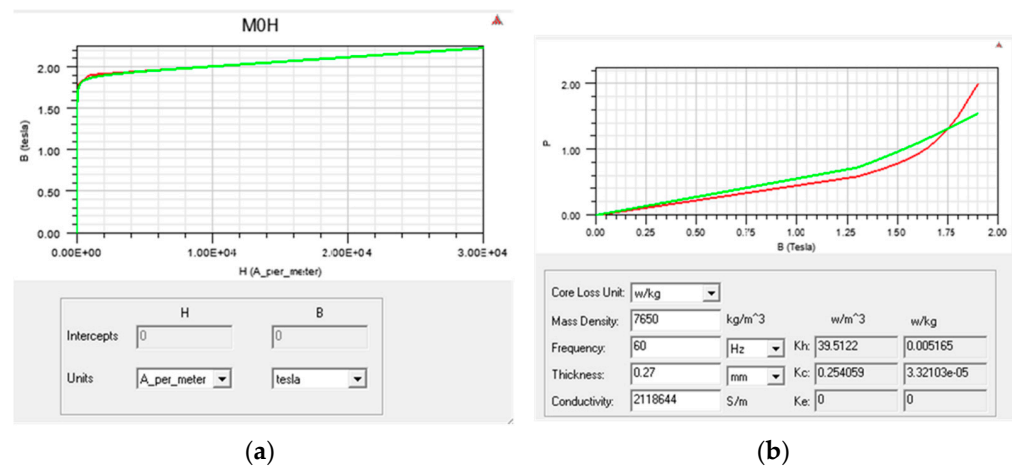 M0H
B (tesla)
2.00
1.50
1.00
0.50
0.00
0.00E+00 1.00E+04 2.00E+04 3.00E+04
H (A_per_meter)
H B
Intercepts 0 0
Units A_per_meter tesla
(a)
P
2.00
1.00
0.00
0.00 0.25 0.50 0.75 1.00 1.25 1.50 1.75 2.00
B (Tesla)
Core Loss Unit: w/kg
Mass Density: 7650 kg/m^3 w/m^3 w/kg
Frequency: 60 Hz Kh: 39.5122 0.005165
Thickness: 0.27 mm Kc: 0.254059 3.32103e-05
Conductivity: 2118644 S/m Ke: 0 0
(b)